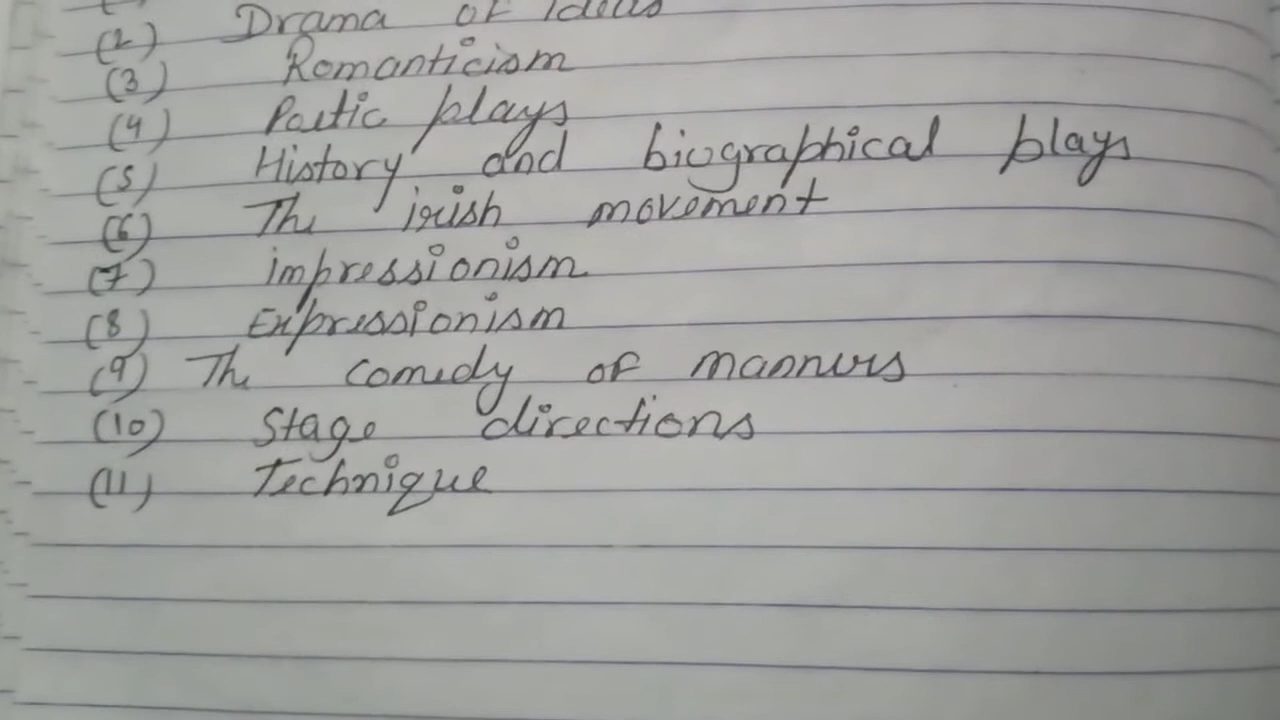 (2) Drama of Ideas
(3) Romanticism
(4) Poetic plays
(5) History and biographical plays
(6) The irish movement
(7) impressionism
(8) Expressionism
(9) The comedy of manners
(10) Stage directions
(11) Technique